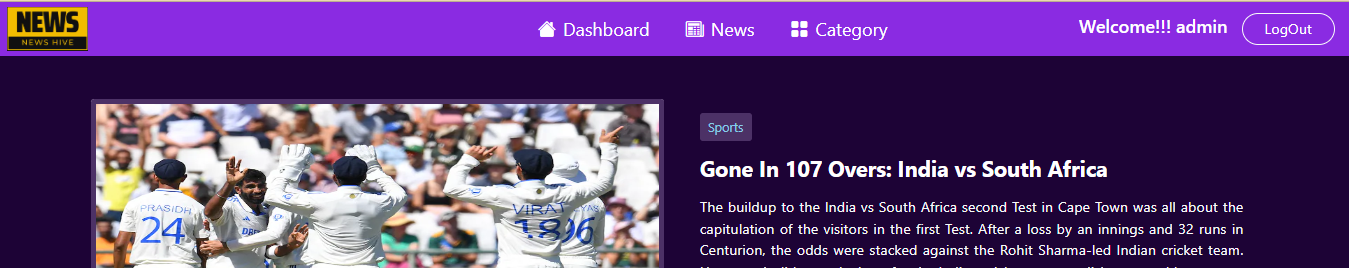 NEWS
NEWS HIVE
Dashboard
News
Category
Welcome!!! admin
LogOut
PRASIDH
24
VIRAT
Sports
Gone In 107 Overs: India vs South Africa
The buildup to the India vs South Africa second Test in Cape Town was all about the
capitulation of the visitors in the first Test. After a loss by an innings and 32 runs in
Centurion, the odds were stacked against the Rohit Sharma-led Indian cricket team.